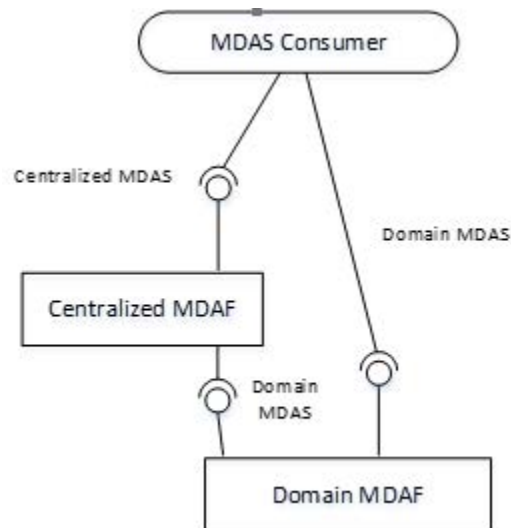 MDAS Consumer
Centralized MDAS
Domain MDAS
Centralized MDAF
Domain
MDAS
Domain MDAF